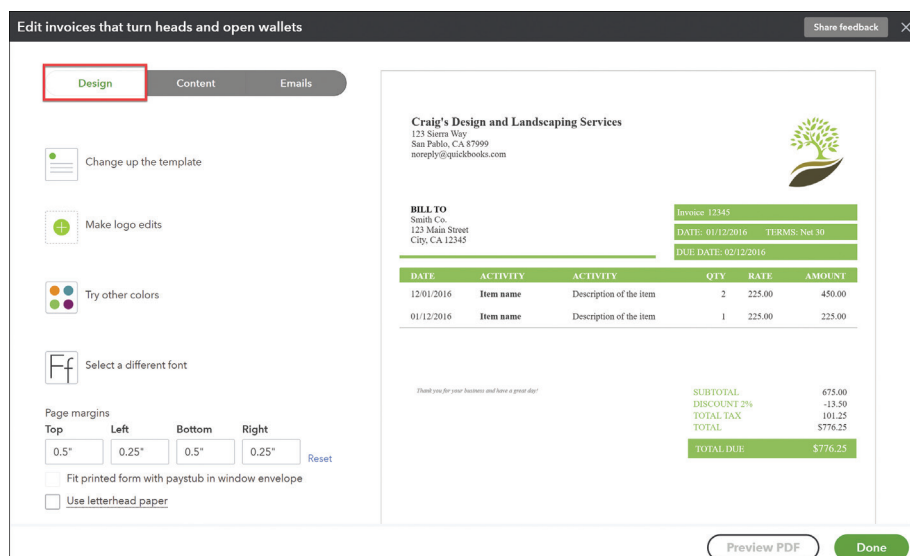 Edit invoices that turn heads and open wallets
Share feedback
Design Content Emails
Change up the template
Make logo edits
Try other colors
Ff Select a different font
Page margins
Top Left Bottom Right
0.5" 0.25" 0.5" 0.25" Reset
Fit printed form with paystub in window envelope
Use letterhead paper
Craig's Design and Landscaping Services
123 Sierra Way
San Pablo, CA 87999
noreply@quickbooks.com
BILL TO
Smith Co.
123 Main Street
City, CA 12345
Invoice 12345
DATE: 01/12/2016 TERMS: Net 30
DUE DATE: 02/12/2016
DATE ACTIVITY ACTIVITY QTY RATE AMOUNT
12/01/2016 Item name Description of the item 2 225.00 450.00
01/12/2016 Item name Description of the item 1 225.00 225.00
Thank you for your business and have a great day!
SUBTOTAL 675.00
DISCOUNT 2% -13.50
TOTAL TAX 101.25
TOTAL $776.25
TOTAL DUE $776.25
Preview PDF Done